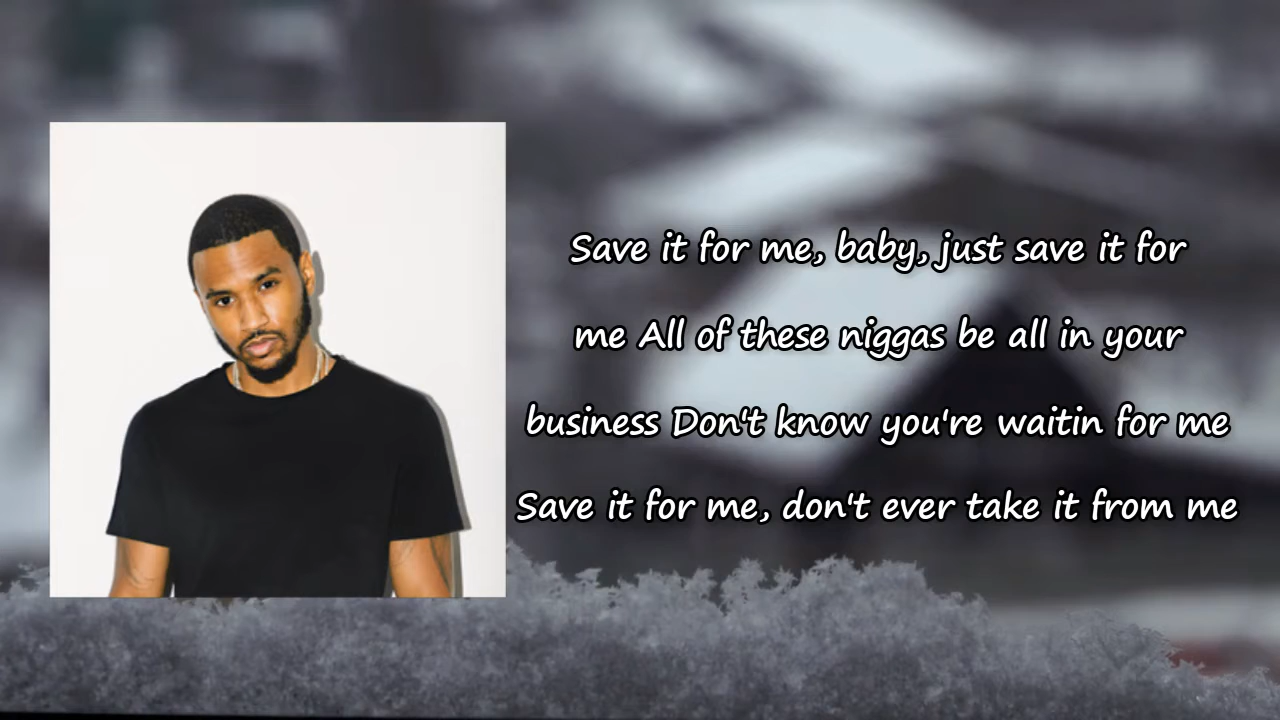 Save it for me, baby, just save it for
me All of these niggas be all in your
business Don't know you're waitin for me
Save it for me, don't ever take it from me